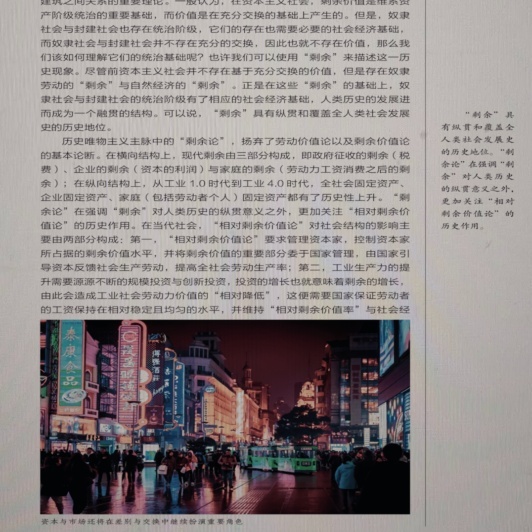 建筑之间关系的重要理论。一般认为，在资本主义社会，剩余价值是维系资
产阶级统治的重要基础，而价值是在充分交换的基础上产生的。但是，奴隶
社会与封建社会也存在统治阶级，它们的存在也需要必要的社会经济基础，
而奴隶社会与封建社会并不存在充分的交换，因此也就不存在价值，那么我
们该如何理解它们的统治基础呢？也许我们可以使用“剩余”来描述这一历
史现象。尽管前资本主义社会并不存在基于充分交换的价值，但是存在奴隶
劳动的“剩余”与自然经济的“剩余”。正是在这些“剩余”的基础上，奴
隶社会与封建社会的统治阶级有了相应的社会经济基础，人类历史的发展进
而成为一个融贯的结构。可以说，“剩余”具有纵贯和覆盖全人类社会发展
史的历史地位。
历史唯物主义主脉中的“剩余论”，扬弃了劳动价值论以及剩余价值论
的基本论断。在横向结构上，现代剩余由三部分构成，即政府征收的剩余（税
费）、企业的剩余（资本的利润）与家庭的剩余（劳动力工资消费之后的剩
余）；在纵向结构上，从工业 1.0 时代到工业 4.0 时代，全社会固定资产、
企业固定资产、家庭（包括劳动者个人）固定资产都有了历史性上升。“剩
余论”在强调“剩余”对人类历史的纵贯意义之外，更加关注“相对剩余价
值论”的历史作用。在当代社会，“相对剩余价值论”对社会结构的影响主
要由两部分构成：第一，“相对剩余价值论”要求管理资本家，控制资本家
所占据的剩余价值水平，并将剩余价值的重要部分委于国家管理，由国家引
导资本反馈社会生产劳动，提高全社会劳动生产率；第二，工业生产力的提
升需要源源不断的规模投资与创新投资，投资的增长也就意味着剩余的增长，
由此会造成工业社会劳动力价值的“相对降低”，这便需要国家保证劳动者
的工资保持在相对稳定且均匀的水平，并维持“相对剩余价值率”与社会经
“剩余”具
有纵贯和覆盖全
人类社会发展史
的历史地位。“剩
余论”在强调“剩
余”对人类历史
的纵贯意义之外，
更加关注“相对
剩余价值论”的
历史作用。
泰康食品
资本与市场还将在差别与交换中继续扮演重要角色